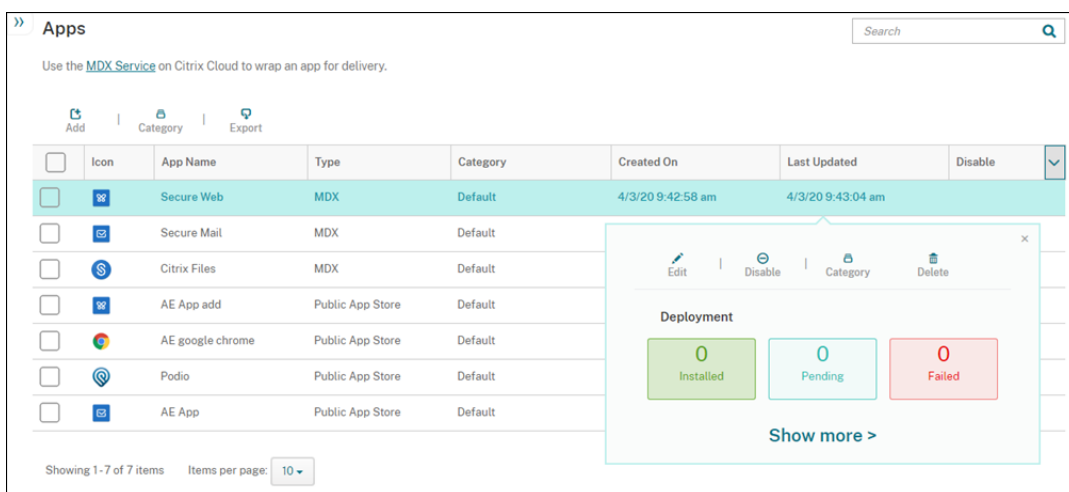 »
Apps
Search
Use the MDX Service on Citrix Cloud to wrap an app for delivery.
Add | Category | Export
Icon App Name Type Category Created On Last Updated Disable
Secure Web MDX Default 4/3/20 9:42:58 am 4/3/20 9:43:04 am
Secure Mail MDX Default
Citrix Files MDX Default
AE App add Public App Store Default
AE google chrome Public App Store Default
Podio Public App Store Default
AE App Public App Store Default
×
Edit | Disable | Category Delete
Deployment
0 0 0
Installed Pending Failed
Show more >
Showing 1-7 of 7 items Items per page: 10